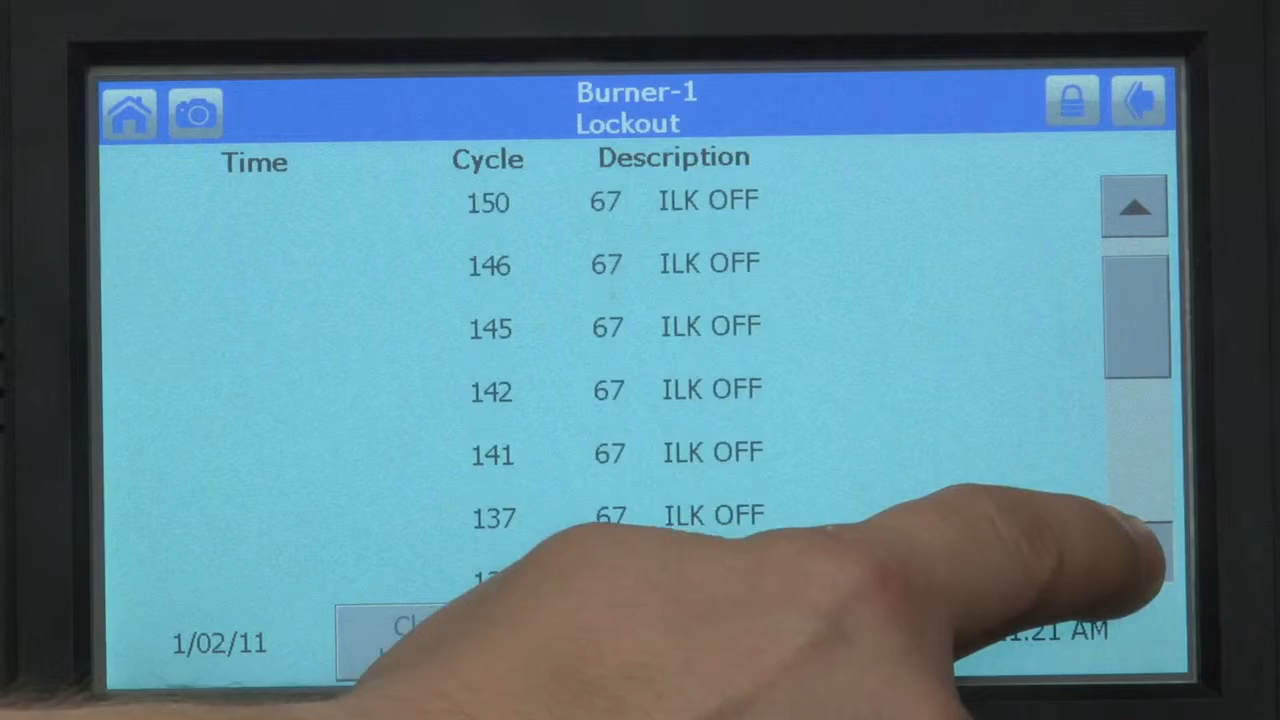 Burner-1
Lockout
Time Cycle Description
150 67 ILK OFF
146 67 ILK OFF
145 67 ILK OFF
142 67 ILK OFF
141 67 ILK OFF
137 67 ILK OFF
1/02/11 AM